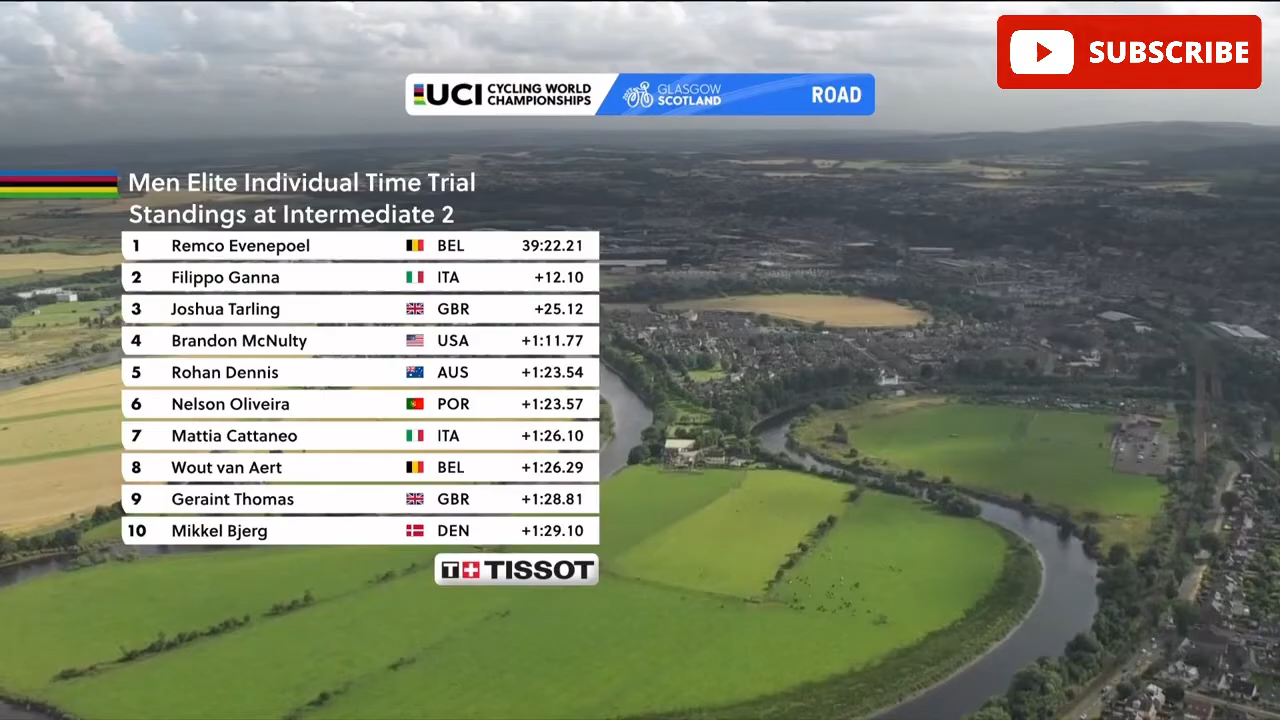 SUBSCRIBE
UCI CYCLING WORLD CHAMPIONSHIPS GLASGOW SCOTLAND ROAD
Men Elite Individual Time Trial
Standings at Intermediate 2
1 Remco Evenepoel BEL 39:22.21
2 Filippo Ganna ITA +12.10
3 Joshua Tarling GBR +25.12
4 Brandon McNulty USA +1:11.77
5 Rohan Dennis AUS +1:23.54
6 Nelson Oliveira POR +1:23.57
7 Mattia Cattaneo ITA +1:26.10
8 Wout van Aert BEL +1:26.29
9 Geraint Thomas GBR +1:28.81
10 Mikkel Bjerg DEN +1:29.10
T+ TISSOT